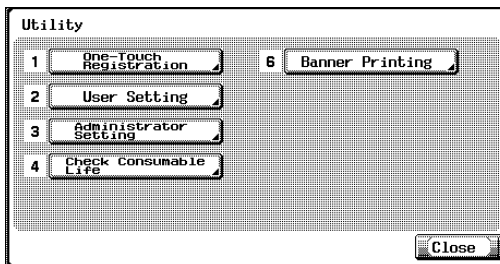 Utility
1 One-Touch
Registration
6 Banner Printing
2 User Setting
3 Administrator
Setting
4 Check Consumable
Life
Close